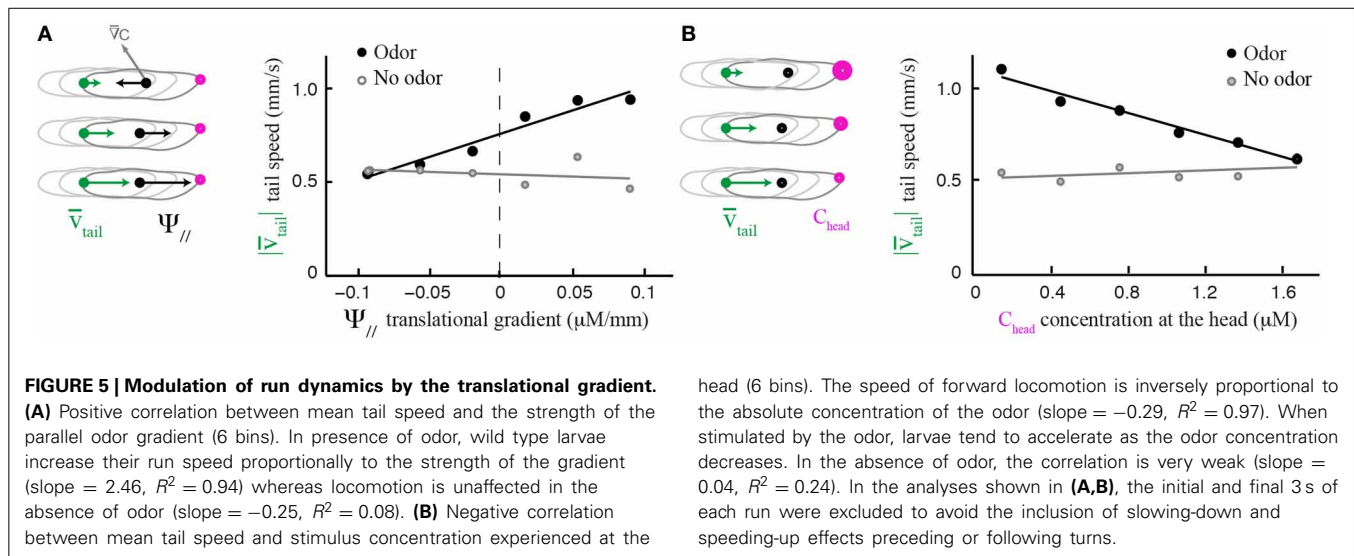 A
∇C
Odor
No odor
|V̄tail| tail speed (mm/s)
1.0
0.5
0
-0.1 -0.05 0 0.05 0.1
Ψ// translational gradient (μM/mm)
V̄tail Ψ//
B
Odor
No odor
|V̄tail| tail speed (mm/s)
1.0
0.5
0
0 0.4 0.8 1.2 1.6
Chead concentration at the head (μM)
V̄tail Chead
FIGURE 5 | Modulation of run dynamics by the translational gradient.
(A) Positive correlation between mean tail speed and the strength of the
parallel odor gradient (6 bins). In presence of odor, wild type larvae
increase their run speed proportionally to the strength of the gradient
(slope = 2.46, R² = 0.94) whereas locomotion is unaffected in the
absence of odor (slope = −0.25, R² = 0.08). (B) Negative correlation
between mean tail speed and stimulus concentration experienced at the
head (6 bins). The speed of forward locomotion is inversely proportional to
the absolute concentration of the odor (slope = −0.29, R² = 0.97). When
stimulated by the odor, larvae tend to accelerate as the odor concentration
decreases. In the absence of odor, the correlation is very weak (slope =
0.04, R² = 0.24). In the analyses shown in (A,B), the initial and final 3 s of
each run were excluded to avoid the inclusion of slowing-down and
speeding-up effects preceding or following turns.